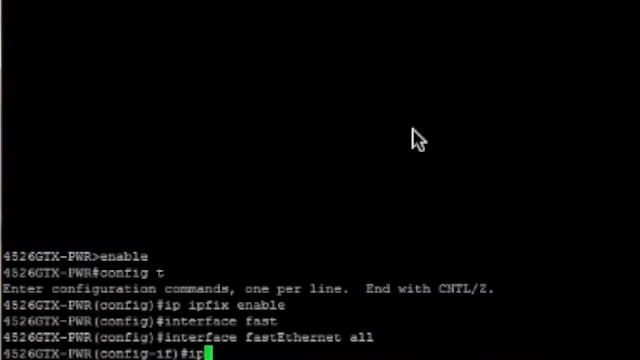 4526GTX-PWR>enable
4526GTX-PWR#config t
Enter configuration commands, one per line.  End with CNTL/Z.
4526GTX-PWR(config)#ip ipfix enable
4526GTX-PWR(config)#interface fast
4526GTX-PWR(config)#interface fastEthernet all
4526GTX-PWR(config-if)#ip